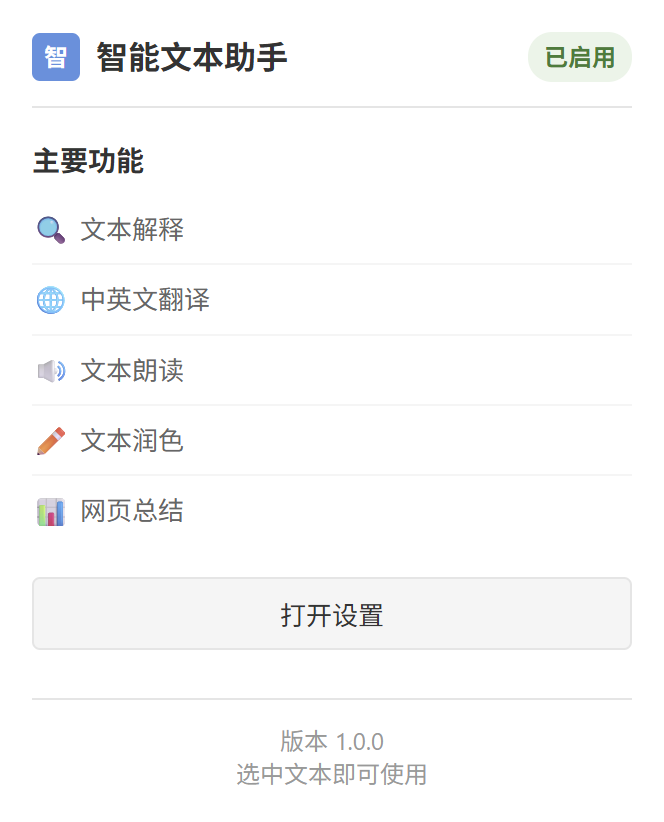 智 智能文本助手 已启用
主要功能
文本解释
中英文翻译
文本朗读
文本润色
网页总结
打开设置
版本 1.0.0
选中文本即可使用